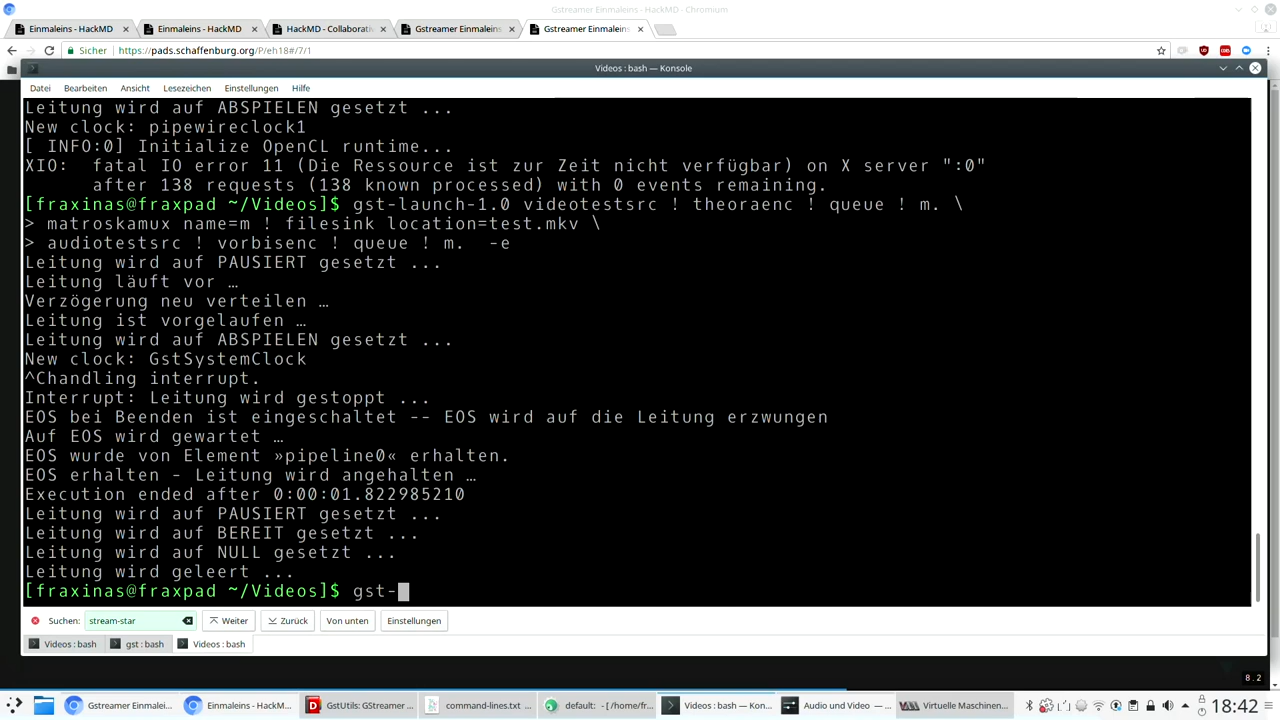 Gstreamer Einmaleins - HackMD - Chromium
Einmaleins - HackMD
Einmaleins - HackMD
HackMD - Collaborativ
Gstreamer Einmaleins
Gstreamer Einmaleins
Sicher | https://pads.schaffenburg.org/P/eh18#/7/1
Videos : bash — Konsole
Datei Bearbeiten Ansicht Lesezeichen Einstellungen Hilfe
Leitung wird auf ABSPIELEN gesetzt ...
New clock: pipewireclock1
[ INFO:0] Initialize OpenCL runtime...
XIO:  fatal IO error 11 (Die Ressource ist zur Zeit nicht verfügbar) on X server ":0"
      after 138 requests (138 known processed) with 0 events remaining.
[fraxinas@fraxpad ~/Videos]$ gst-launch-1.0 videotestsrc ! theoraenc ! queue ! m. \
> matroskamux name=m ! filesink location=test.mkv \
> audiotestsrc ! vorbisenc ! queue ! m.  -e
Leitung wird auf PAUSIERT gesetzt ...
Leitung läuft vor …
Verzögerung neu verteilen …
Leitung ist vorgelaufen …
Leitung wird auf ABSPIELEN gesetzt ...
New clock: GstSystemClock
^Chandling interrupt.
Interrupt: Leitung wird gestoppt ...
EOS bei Beenden ist eingeschaltet -- EOS wird auf die Leitung erzwungen
Auf EOS wird gewartet …
EOS wurde von Element »pipeline0« erhalten.
EOS erhalten - Leitung wird angehalten …
Execution ended after 0:00:01.822985210
Leitung wird auf PAUSIERT gesetzt ...
Leitung wird auf BEREIT gesetzt ...
Leitung wird auf NULL gesetzt ...
Leitung wird geleert ...
[fraxinas@fraxpad ~/Videos]$ gst-
Suchen: stream-star Weiter Zurück Von unten Einstellungen
Videos : bash gst : bash Videos : bash
8.2
Gstreamer Einmalei...
Einmaleins - HackM...
GstUtils: GStreamer ...
command-lines.txt ...
default: - [/home/fr...
Videos : bash — Kon...
Audio und Video — ...
Virtuelle Maschinen...
18:42